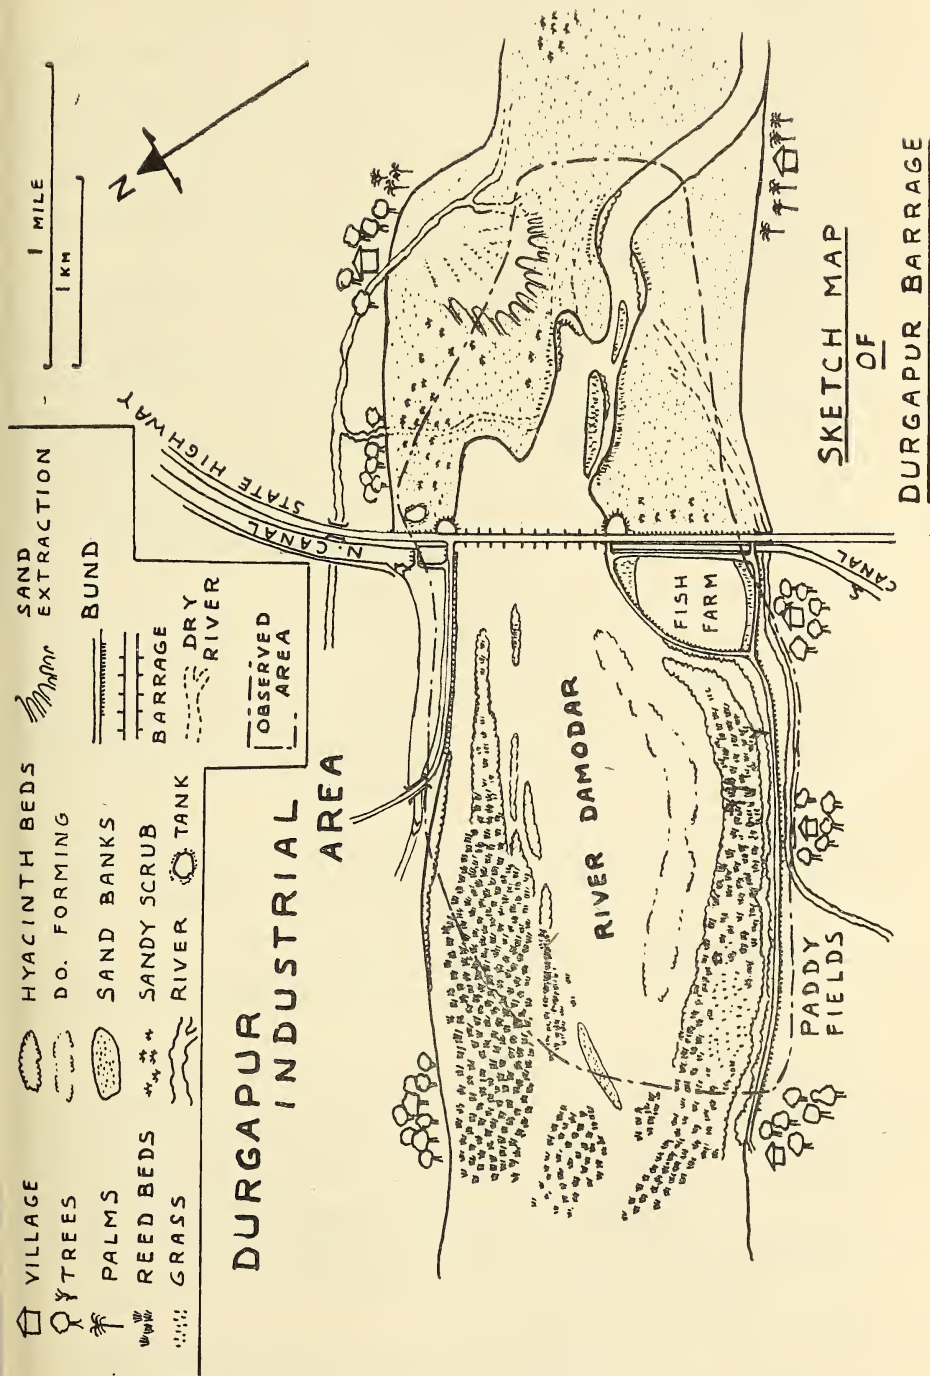 VILLAGE
TREES
PALMS
REED BEDS
GRASS
HYACINTH BEDS
DO. FORMING
SAND BANKS
SANDY SCRUB
RIVER
TANK
SAND
EXTRACTION
BUND
BARRAGE
DRY
RIVER
OBSERVED
AREA
1 MILE
1 KM
N
STATE HIGHWAY
N. CANAL
DURGAPUR
INDUSTRIAL
AREA
RIVER DAMODAR
FISH
FARM
S. CANAL
PADDY
FIELDS
SKETCH MAP
OF
DURGAPUR BARRAGE